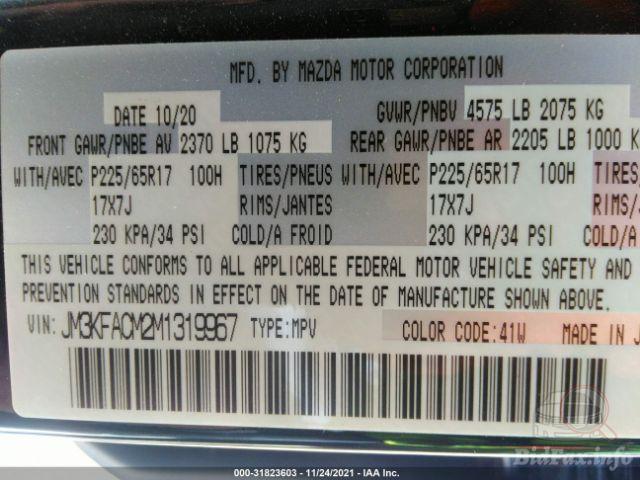 MFD. BY MAZDA MOTOR CORPORATION
DATE 10/20 GVWR/PNBV 4575 LB 2075 KG
FRONT GAWR/PNBE AV 2370 LB 1075 KG REAR GAWR/PNBE AR 2205 LB 1000 K
WITH/AVEC P225/65R17 100H TIRES/PNEUS WITH/AVEC P225/65R17 100H TIRES/
17X7J RIMS/JANTES 17X7J RIMS/J
230 KPA/34 PSI COLD/A FROID 230 KPA/34 PSI COLD/A
THIS VEHICLE CONFORMS TO ALL APPLICABLE FEDERAL MOTOR VEHICLE SAFETY AND
PREVENTION STANDARDS IN EFFECT ON THE DATE OF MANUFACTURE SHOWN ABOVE.
VIN: JM3KFACM2M1319967 TYPE:MPV COLOR CODE:41W MADE IN J
000-31823603 - 11/24/2021 - IAA Inc.
BidFax.info